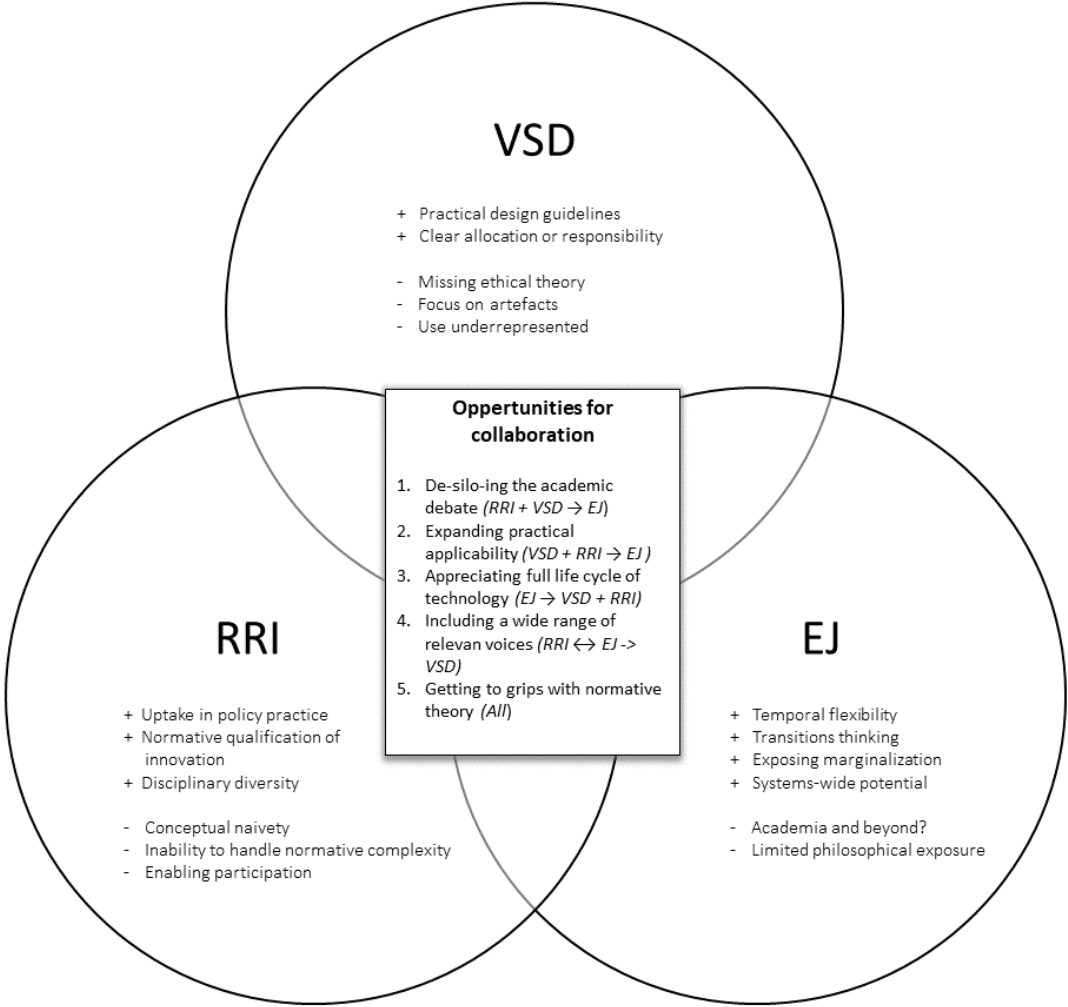 VSD
+ Practical design guidelines
+ Clear allocation or responsibility
- Missing ethical theory
- Focus on artefacts
- Use underrepresented
Oppertunities for
collaboration
1. De-silo-ing the academic
debate (RRI + VSD → EJ)
2. Expanding practical
applicability (VSD + RRI → EJ )
3. Appreciating full life cycle of
technology (EJ → VSD + RRI)
4. Including a wide range of
relevan voices (RRI ↔ EJ ->
VSD)
5. Getting to grips with normative
theory (All)
RRI
+ Uptake in policy practice
+ Normative qualification of
innovation
+ Disciplinary diversity
- Conceptual naivety
- Inability to handle normative complexity
- Enabling participation
EJ
+ Temporal flexibility
+ Transitions thinking
+ Exposing marginalization
+ Systems-wide potential
- Academia and beyond?
- Limited philosophical exposure